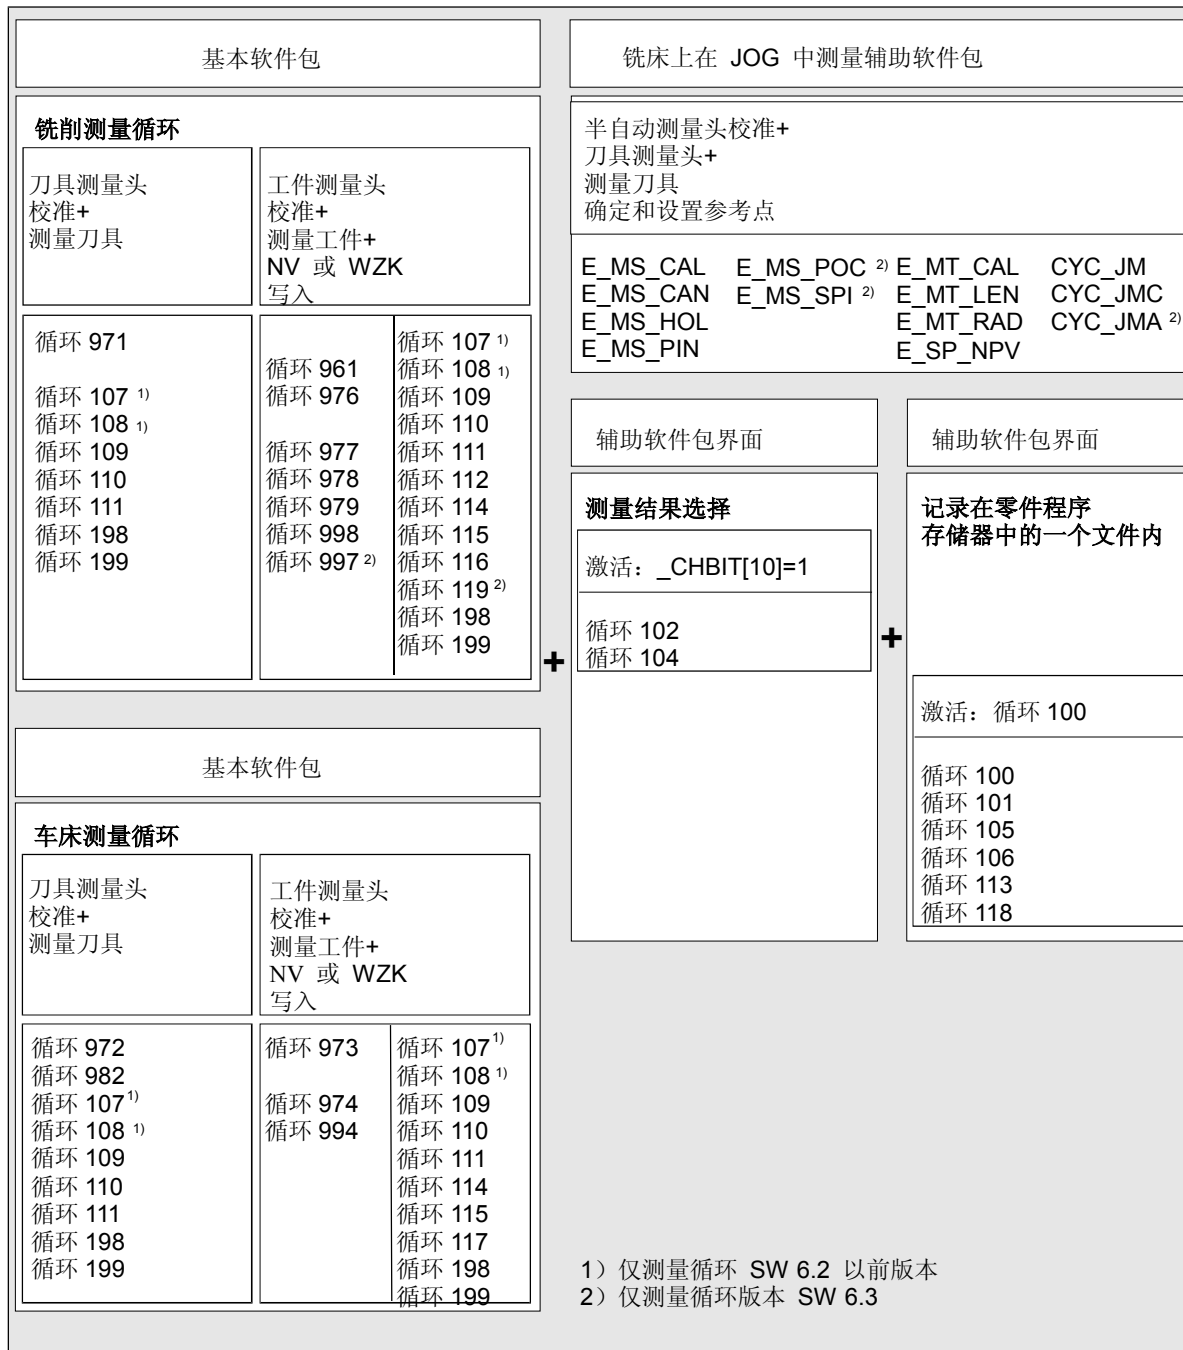 基本软件包
铣削测量循环
刀具测量头
校准+
测量刀具
工件测量头
校准+
测量工件+
NV 或 WZK
写入
循环 971
循环 107 1)
循环 108 1)
循环 109
循环 110
循环 111
循环 198
循环 199
循环 961
循环 976
循环 977
循环 978
循环 979
循环 998
循环 997 2)
循环 107 1)
循环 108 1)
循环 109
循环 110
循环 111
循环 112
循环 114
循环 115
循环 116
循环 119 2)
循环 198
循环 199
+
铣床上在 JOG 中测量辅助软件包
半自动测量头校准+
刀具测量头+
测量刀具
确定和设置参考点
E_MS_CAL E_MS_POC 2) E_MT_CAL CYC_JM
E_MS_CAN E_MS_SPI 2) E_MT_LEN CYC_JMC
E_MS_HOL E_MT_RAD CYC_JMA 2)
E_MS_PIN E_SP_NPV
辅助软件包界面
测量结果选择
激活：_CHBIT[10]=1
循环 102
循环 104
+
辅助软件包界面
记录在零件程序
存储器中的一个文件内
激活：循环 100
循环 100
循环 101
循环 105
循环 106
循环 113
循环 118
基本软件包
车床测量循环
刀具测量头
校准+
测量刀具
工件测量头
校准+
测量工件+
NV 或 WZK
写入
循环 972
循环 982
循环 107 1)
循环 108 1)
循环 109
循环 110
循环 111
循环 198
循环 199
循环 973
循环 974
循环 994
循环 107 1)
循环 108 1)
循环 109
循环 110
循环 111
循环 114
循环 115
循环 117
循环 198
循环 199
1）仅测量循环 SW 6.2 以前版本
2）仅测量循环版本 SW 6.3